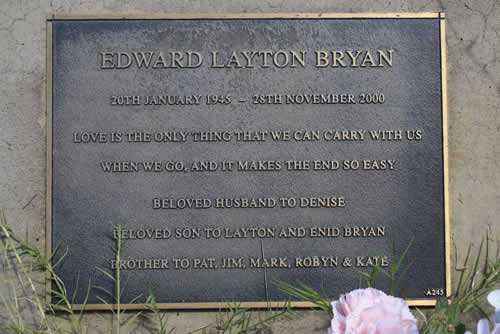 EDWARD LAYTON BRYAN
20TH JANUARY 1945 – 28TH NOVEMBER 2000
LOVE IS THE ONLY THING THAT WE CAN CARRY WITH US
WHEN WE GO, AND IT MAKES THE END SO EASY
BELOVED HUSBAND TO DENISE
BELOVED SON TO LAYTON AND ENID BRYAN
BROTHER TO PAT, JIM, MARK, ROBYN & KATE
A245